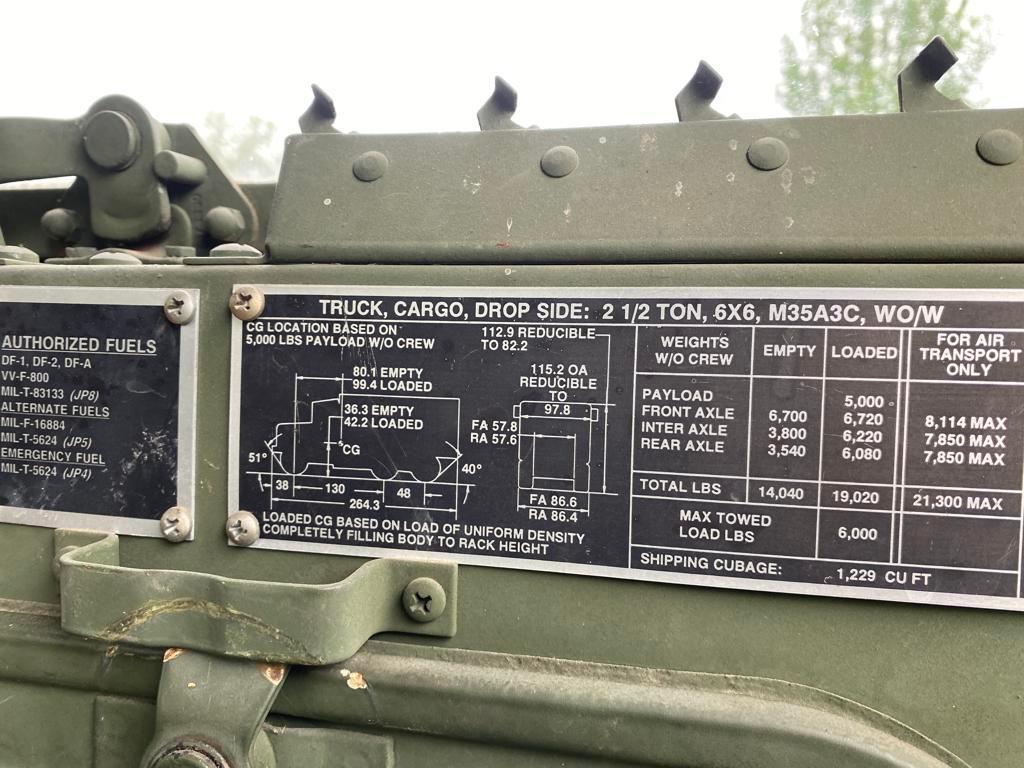 AUTHORIZED FUELS
DF-1, DF-2, DF-A
VV-F-800
MIL-T-83133 (JP8)
ALTERNATE FUELS
MIL-F-16884
MIL-T-5624 (JP5)
EMERGENCY FUEL
MIL-T-5624 (JP4)
TRUCK, CARGO, DROP SIDE: 2 1/2 TON, 6X6, M35A3C, WO/W
CG LOCATION BASED ON
5,000 LBS PAYLOAD W/O CREW
112.9 REDUCIBLE
TO 82.2
80.1 EMPTY
99.4 LOADED
115.2 OA
REDUCIBLE
TO
97.8
36.3 EMPTY
42.2 LOADED
FA 57.8
RA 57.6
CG
51°
40°
38
130
48
264.3
FA 86.6
RA 86.4
LOADED CG BASED ON LOAD OF UNIFORM DENSITY
COMPLETELY FILLING BODY TO RACK HEIGHT
WEIGHTS
W/O CREW
EMPTY
LOADED
FOR AIR
TRANSPORT
ONLY
PAYLOAD 5,000
FRONT AXLE 6,700 6,720 8,114 MAX
INTER AXLE 3,800 6,220 7,850 MAX
REAR AXLE 3,540 6,080 7,850 MAX
TOTAL LBS 14,040 19,020 21,300 MAX
MAX TOWED
LOAD LBS 6,000
SHIPPING CUBAGE: 1,229 CU FT